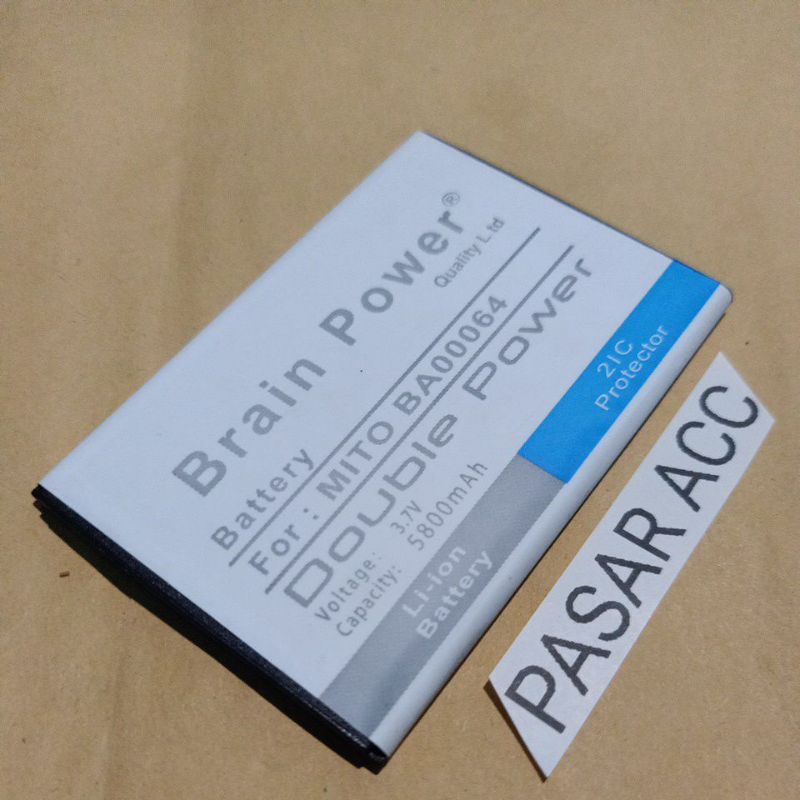 Brain Power®
Quality L.td
Battery
For : MITO BA00064
Double Power
Voltage: 3.7V
Capacity: 5800mAh
Li-ion
Battery
2IC
Protector
PASAR ACC